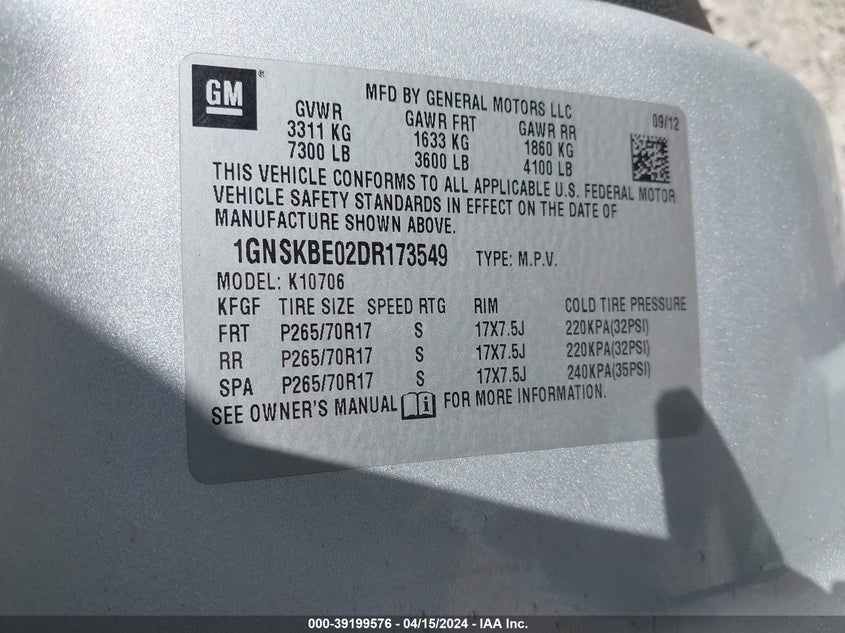 GM®
MFD BY GENERAL MOTORS LLC
09/12
GVWR GAWR FRT GAWR RR
3311 KG 1633 KG 1860 KG
7300 LB 3600 LB 4100 LB
THIS VEHICLE CONFORMS TO ALL APPLICABLE U.S. FEDERAL MOTOR
VEHICLE SAFETY STANDARDS IN EFFECT ON THE DATE OF
MANUFACTURE SHOWN ABOVE.
1GNSKBE02DR173549 TYPE: M.P.V.
MODEL: K10706
KFGF TIRE SIZE SPEED RTG RIM COLD TIRE PRESSURE
FRT P265/70R17 S 17X7.5J 220KPA(32PSI)
RR P265/70R17 S 17X7.5J 220KPA(32PSI)
SPA P265/70R17 S 17X7.5J 240KPA(35PSI)
SEE OWNER'S MANUAL FOR MORE INFORMATION.
000-39199576 - 04/15/2024 - IAA Inc.